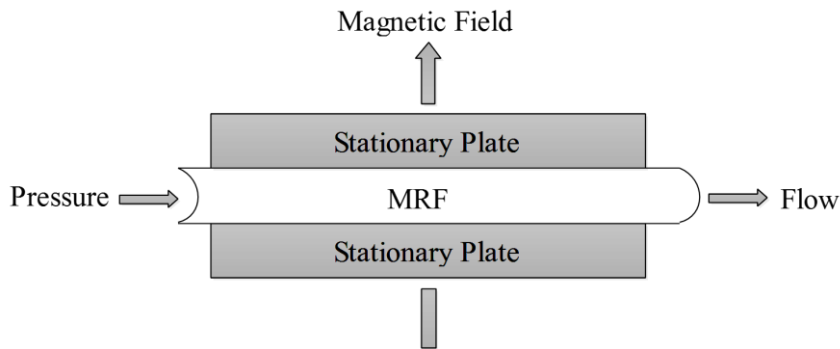 Magnetic Field
Stationary Plate
Pressure
MRF
Flow
Stationary Plate